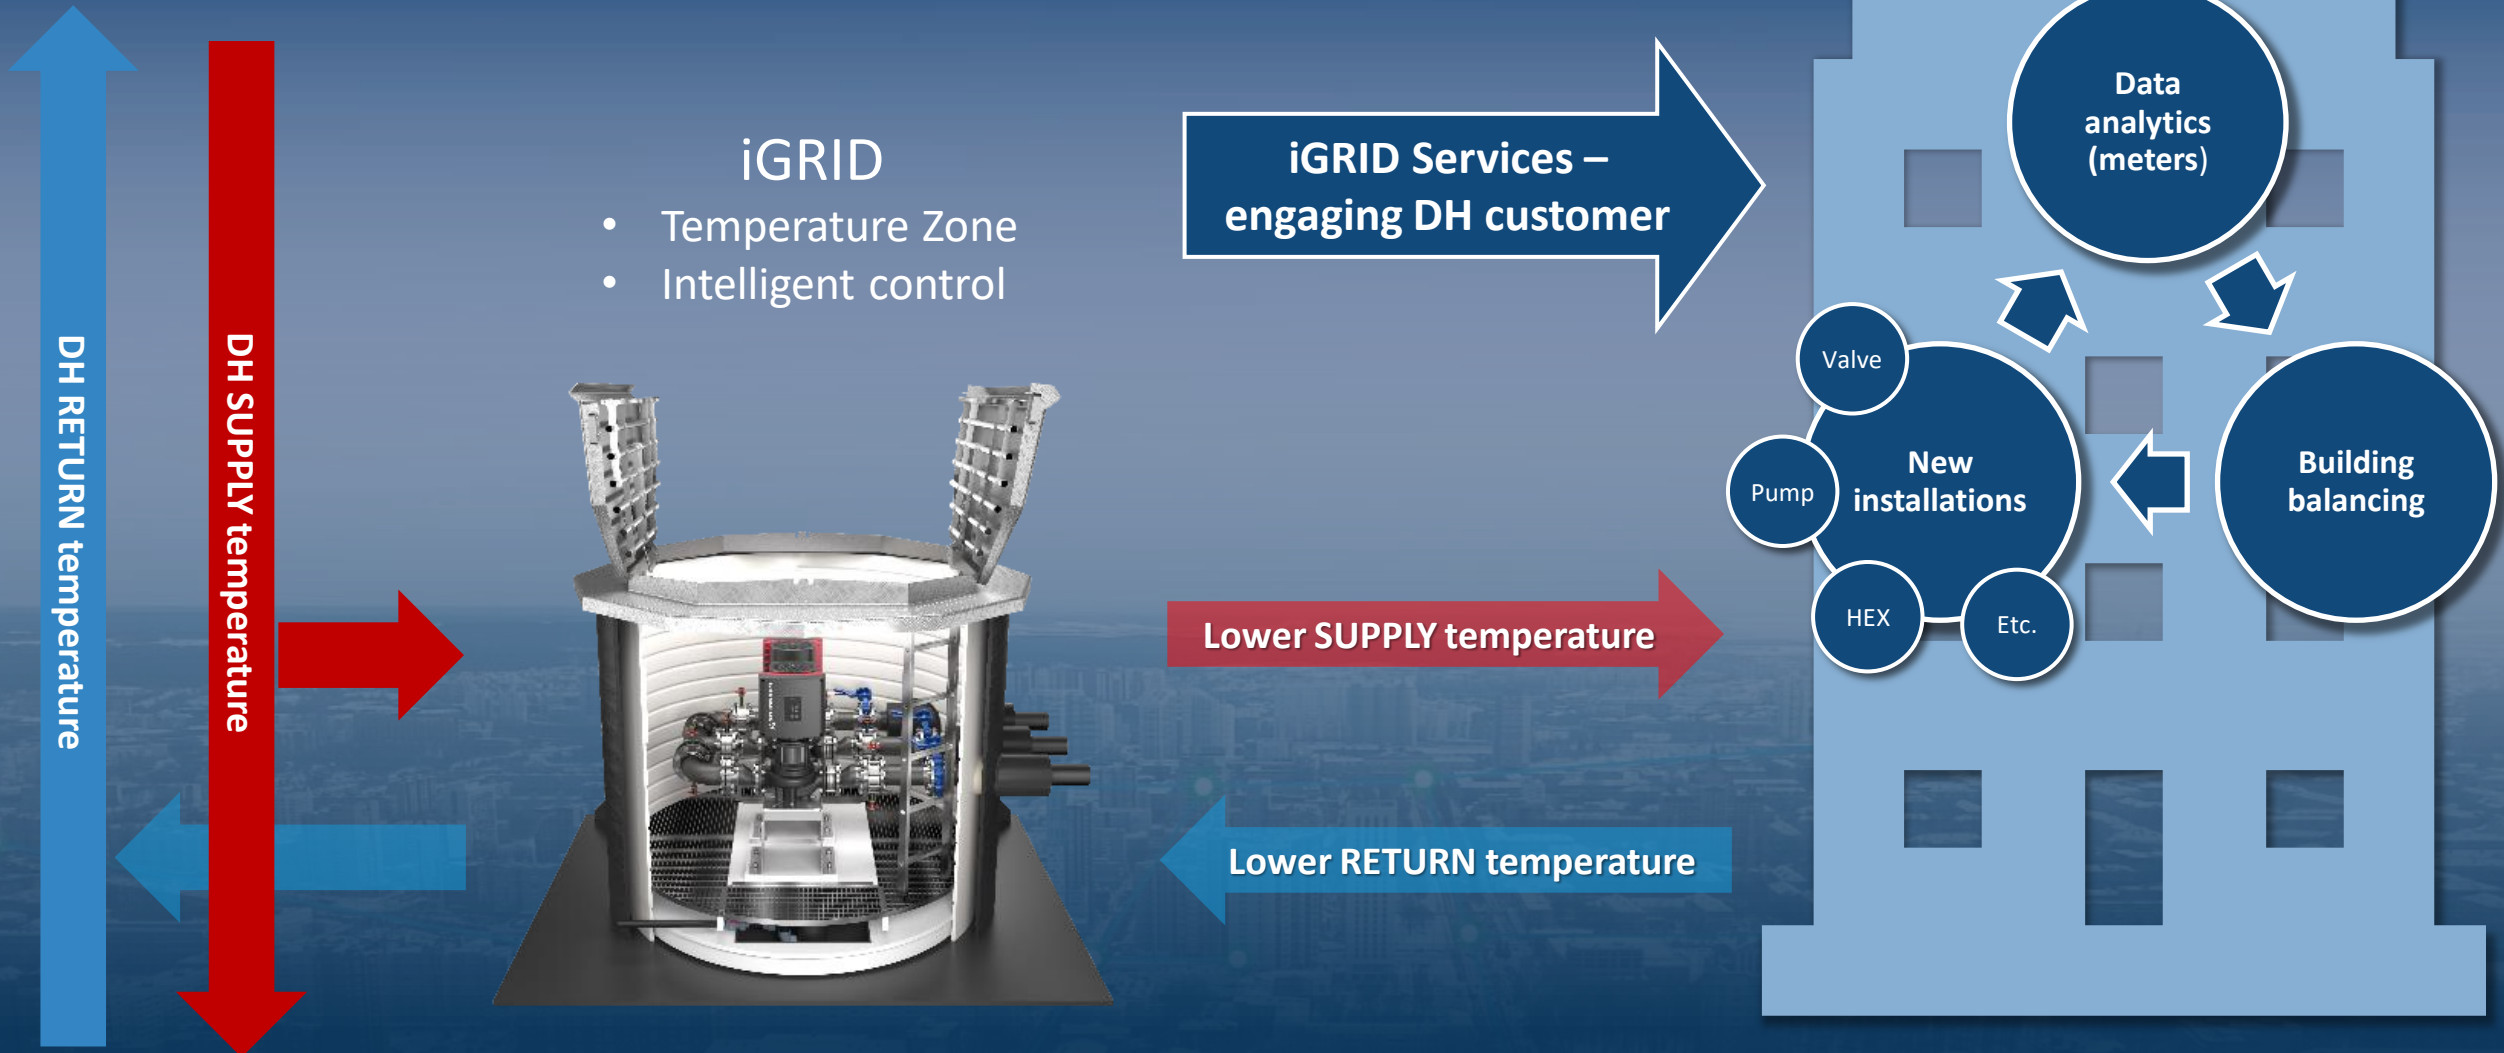 DH RETURN temperature
DH SUPPLY temperature
iGRID
• Temperature Zone
• Intelligent control
iGRID Services –
engaging DH customer
Lower SUPPLY temperature
Lower RETURN temperature
Data
analytics
(meters)
Building
balancing
New
installations
Valve
Pump
HEX
Etc.